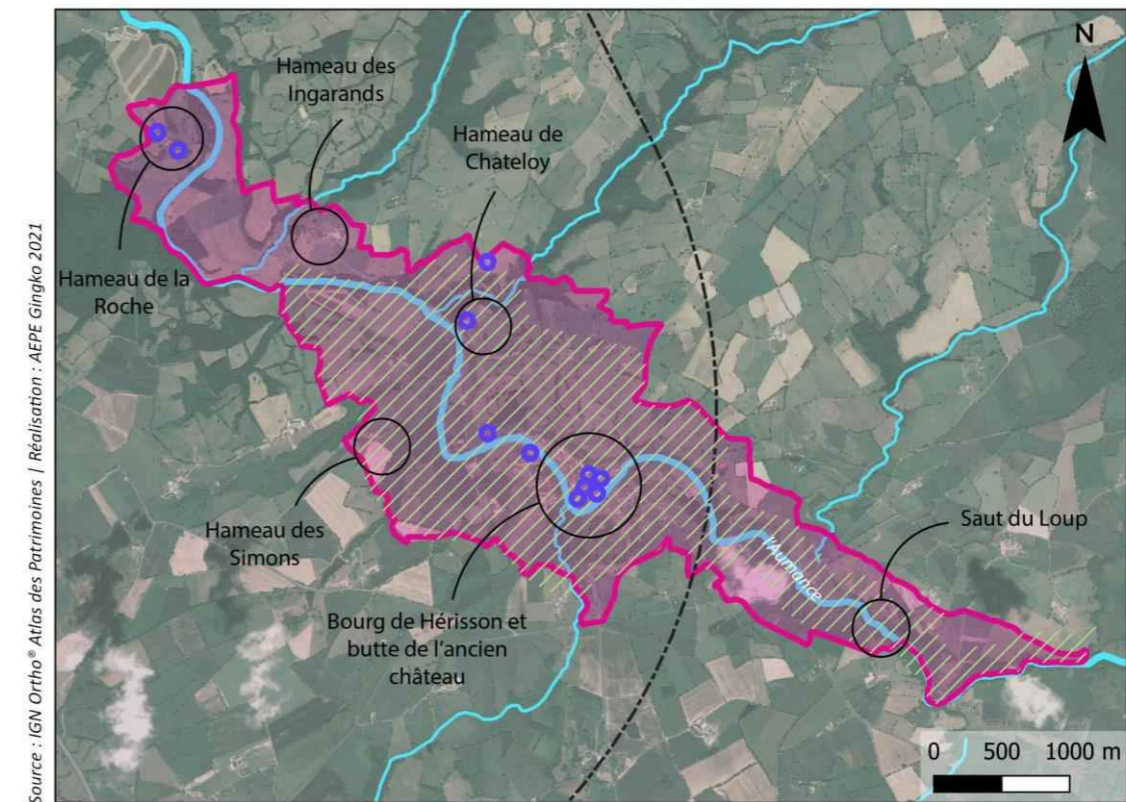 Source : IGN Ortho® Atlas des Patrimoines | Réalisation : AEPE Gingko 2021
N
Hameau des
Ingarands
Hameau de
Chateloy
Hameau de la
Roche
Hameau des
Simons
Saut du Loup
l'Aumance
Bourg de Hérisson et
butte de l'ancien
château
0 500 1000 m